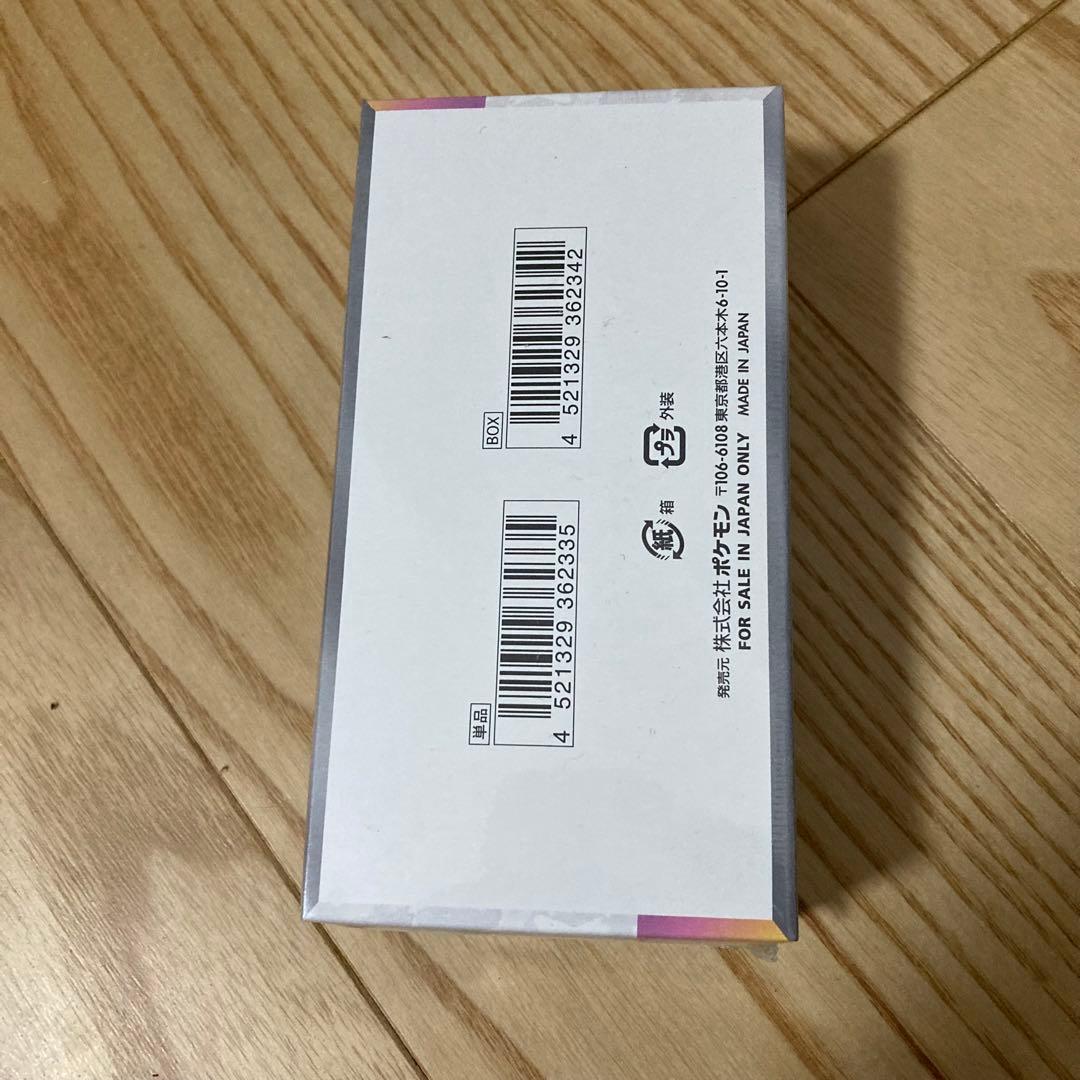 単品
4 521329 362335
BOX
4 521329 362342
紙 箱
プラ 外装
発売元 株式会社 ポケモン 〒106-6108 東京都港区六本木6-10-1
FOR SALE IN JAPAN ONLY MADE IN JAPAN